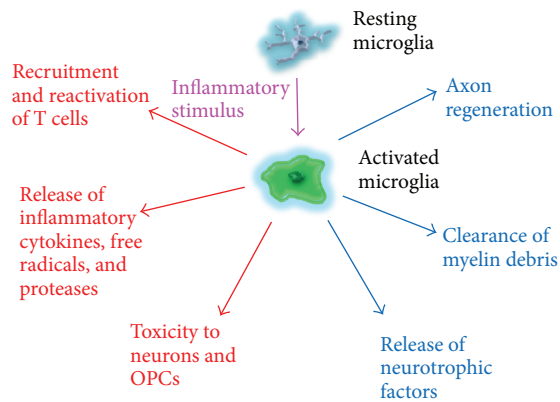 Resting
microglia
Inflammatory
stimulus
Recruitment
and reactivation
of T cells
Axon
regeneration
Activated
microglia
Release of
inflammatory
cytokines, free
radicals, and
proteases
Clearance of
myelin debris
Toxicity to
neurons and
OPCs
Release of
neurotrophic
factors